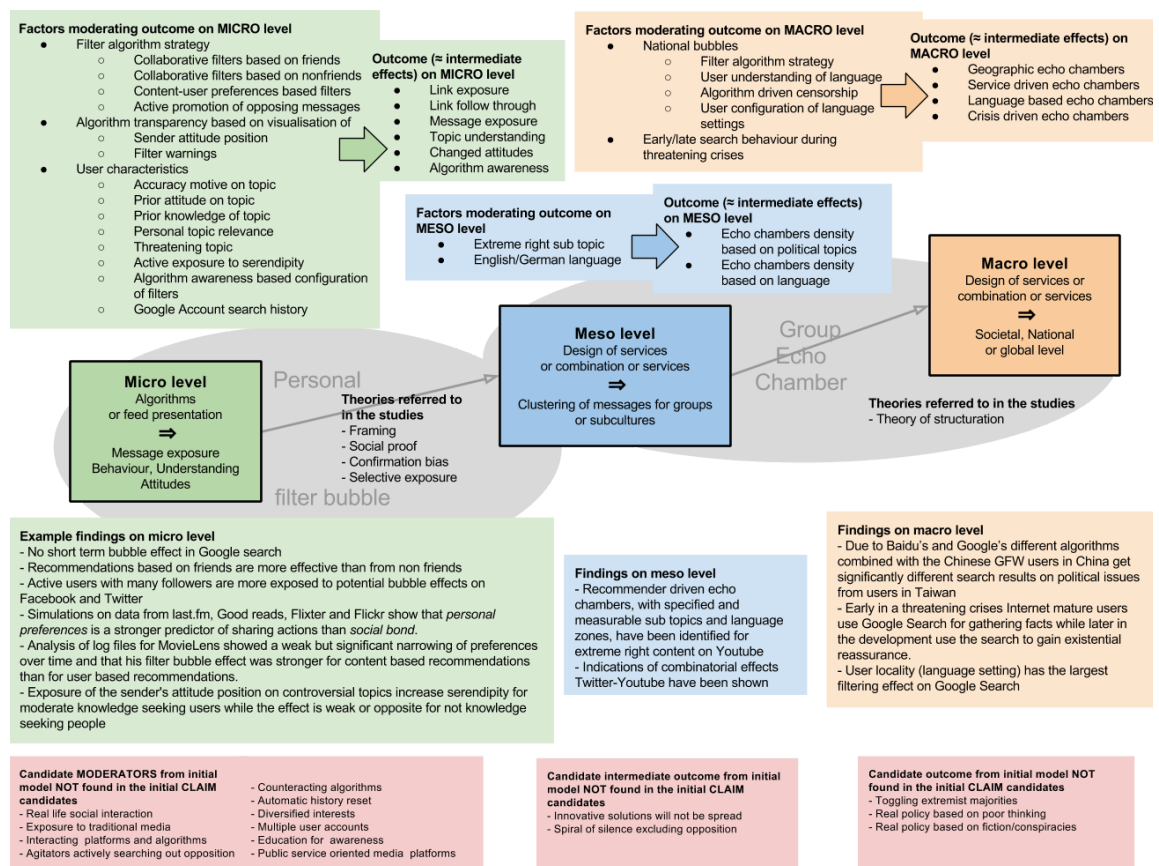 Factors moderating outcome on MICRO level
● Filter algorithm strategy
○ Collaborative filters based on friends
○ Collaborative filters based on nonfriends
○ Content-user preferences based filters
○ Active promotion of opposing messages
● Algorithm transparency based on visualisation of
○ Sender attitude position
○ Filter warnings
● User characteristics
○ Accuracy motive on topic
○ Prior attitude on topic
○ Prior knowledge of topic
○ Personal topic relevance
○ Threatening topic
○ Active exposure to serendipity
○ Algorithm awareness based configuration
of filters
○ Google Account search history
Outcome (≈ intermediate
effects) on MICRO level
● Link exposure
● Link follow through
● Message exposure
● Topic understanding
● Changed attitudes
● Algorithm awareness
Factors moderating outcome on MACRO level
● National bubbles
○ Filter algorithm strategy
○ User understanding of language
○ Algorithm driven censorship
○ User configuration of language
settings
● Early/late search behaviour during
threatening crises
Outcome (≈ intermediate effects) on
MACRO level
● Geographic echo chambers
● Service driven echo chambers
● Language based echo chambers
● Crisis driven echo chambers
Factors moderating outcome on
MESO level
● Extreme right sub topic
● English/German language
Outcome (≈ intermediate effects)
on MESO level
● Echo chambers density
based on political topics
● Echo chambers density
based on language
Micro level
Algorithms
or feed presentation
⇒
Message exposure
Behaviour, Understanding
Attitudes
Personal
filter bubble
Theories referred to
in the studies
- Framing
- Social proof
- Confirmation bias
- Selective exposure
Meso level
Design of services
or combination or services
⇒
Clustering of messages for groups
or subcultures
Group
Echo
Chamber
Macro level
Design of services or
combination or services
⇒
Societal, National
or global level
Theories referred to in the studies
- Theory of structuration
Example findings on micro level
- No short term bubble effect in Google search
- Recommendations based on friends are more effective than from non friends
- Active users with many followers are more exposed to potential bubble effects on
Facebook and Twitter
- Simulations on data from last.fm, Good reads, Flixter and Flickr show that personal
preferences is a stronger predictor of sharing actions than social bond.
- Analysis of log files for MovieLens showed a weak but significant narrowing of preferences
over time and that his filter bubble effect was stronger for content based recommendations
than for user based recommendations.
- Exposure of the sender's attitude position on controversial topics increase serendipity for
moderate knowledge seeking users while the effect is weak or opposite for not knowledge
seeking people
Findings on meso level
- Recommender driven echo
chambers, with specified and
measurable sub topics and language
zones, have been identified for
extreme right content on Youtube
- Indications of combinatorial effects
Twitter-Youtube have been shown
Findings on macro level
- Due to Baidu's and Google's different algorithms
combined with the Chinese GFW users in China get
significantly different search results on political issues
from users in Taiwan
- Early in a threatening crises Internet mature users
use Google Search for gathering facts while later in
the development use the search to gain existential
reassurance.
- User locality (language setting) has the largest
filtering effect on Google Search
Candidate MODERATORS from initial
model NOT found in the initial CLAIM
candidates
- Real life social interaction
- Exposure to traditional media
- Interacting platforms and algorithms
- Agitators actively searching out opposition
- Counteracting algorithms
- Automatic history reset
- Diversified interests
- Multiple user accounts
- Education for awareness
- Public service oriented media platforms
Candidate intermediate outcome from initial
model NOT found in the initial CLAIM
candidates
- Innovative solutions will not be spread
- Spiral of silence excluding opposition
Candidate outcome from initial model NOT
found in the initial CLAIM candidates
- Toggling extremist majorities
- Real policy based on poor thinking
- Real policy based on fiction/conspiracies